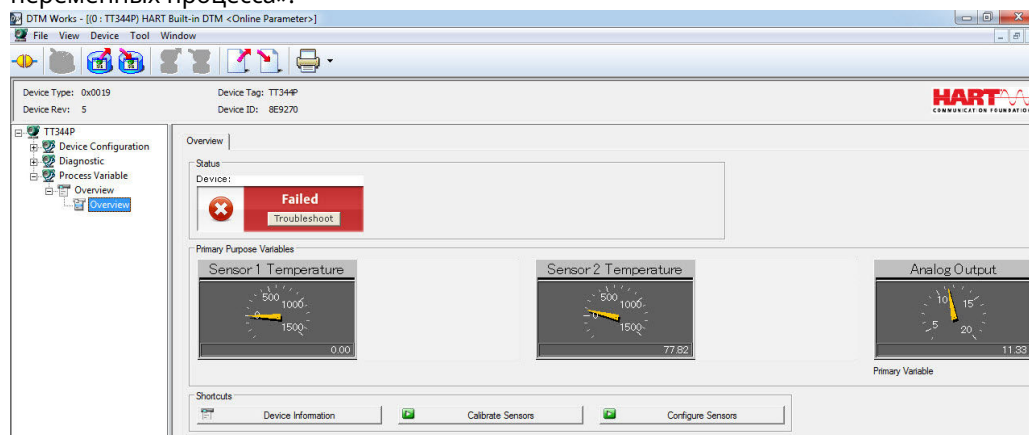 переменных процесса».
DTM Works - [(0 : TT344P) HART Built-in DTM <Online Parameter>]
File View Device Tool Window
Device Type: 0x0019
Device Tag: TT344P
Device Rev: 5
Device ID: 8E9270
HART
COMMUNICATION FOUNDATION
TT344P
Device Configuration
Diagnostic
Process Variable
Overview
Overview
Overview
Status
Device:
Failed
Troubleshoot
Primary Purpose Variables
Sensor 1 Temperature
0 500 1000 1500
0.00
Sensor 2 Temperature
0 500 1000 1500
77.82
Analog Output
5 10 15 20
11.33
Primary Variable
Shortcuts
Device Information
Calibrate Sensors
Configure Sensors